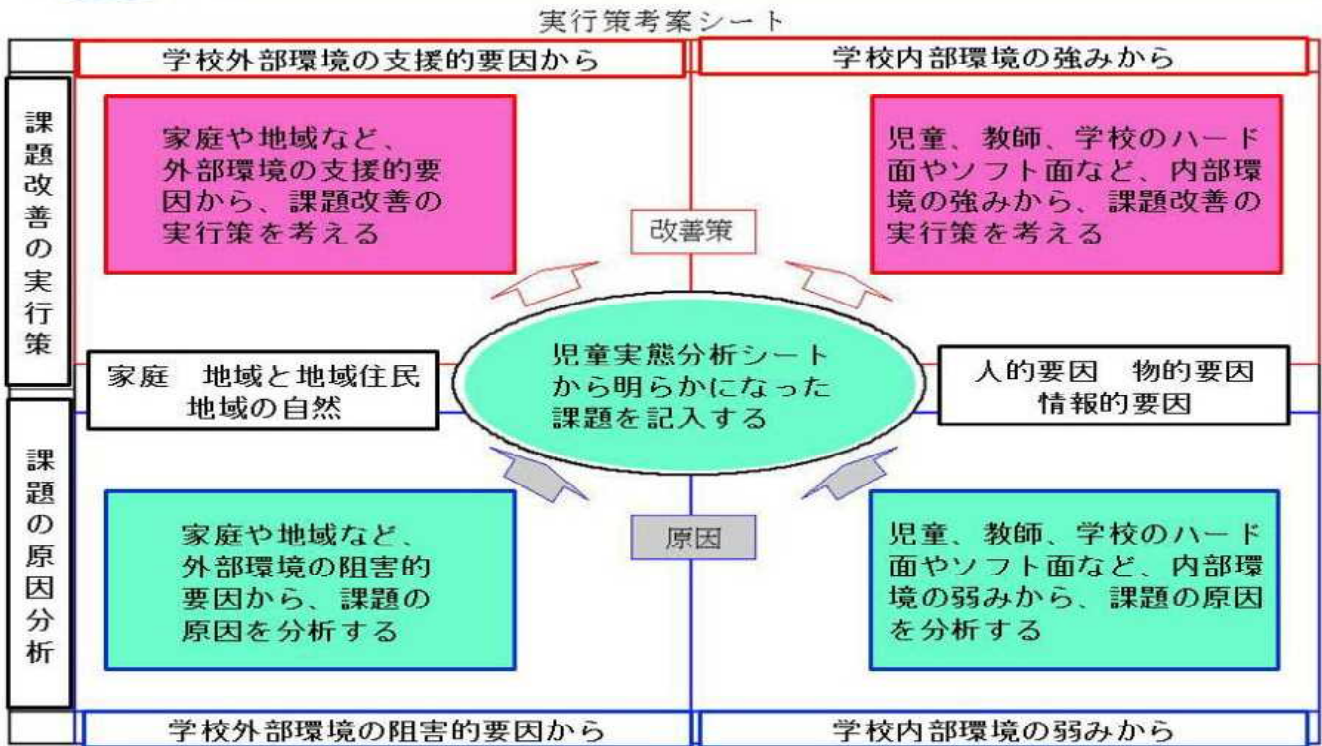 実行策考案シート
学校外部環境の支援的要因から
学校内部環境の強みから
課題改善の実行策
家庭や地域など、
外部環境の支援的要
因から、課題改善の
実行策を考える
児童、教師、学校のハード
面やソフト面など、内部環
境の強みから、課題改善の
実行策を考える
改善策
家庭　地域と地域住民
地域の自然
児童実態分析シート
から明らかになった
課題を記入する
人的要因　物的要因
情報的要因
課題の原因分析
家庭や地域など、
外部環境の阻害的
要因から、課題の
原因を分析する
原因
児童、教師、学校のハード
面やソフト面など、内部環
境の弱みから、課題の原因
を分析する
学校外部環境の阻害的要因から
学校内部環境の弱みから